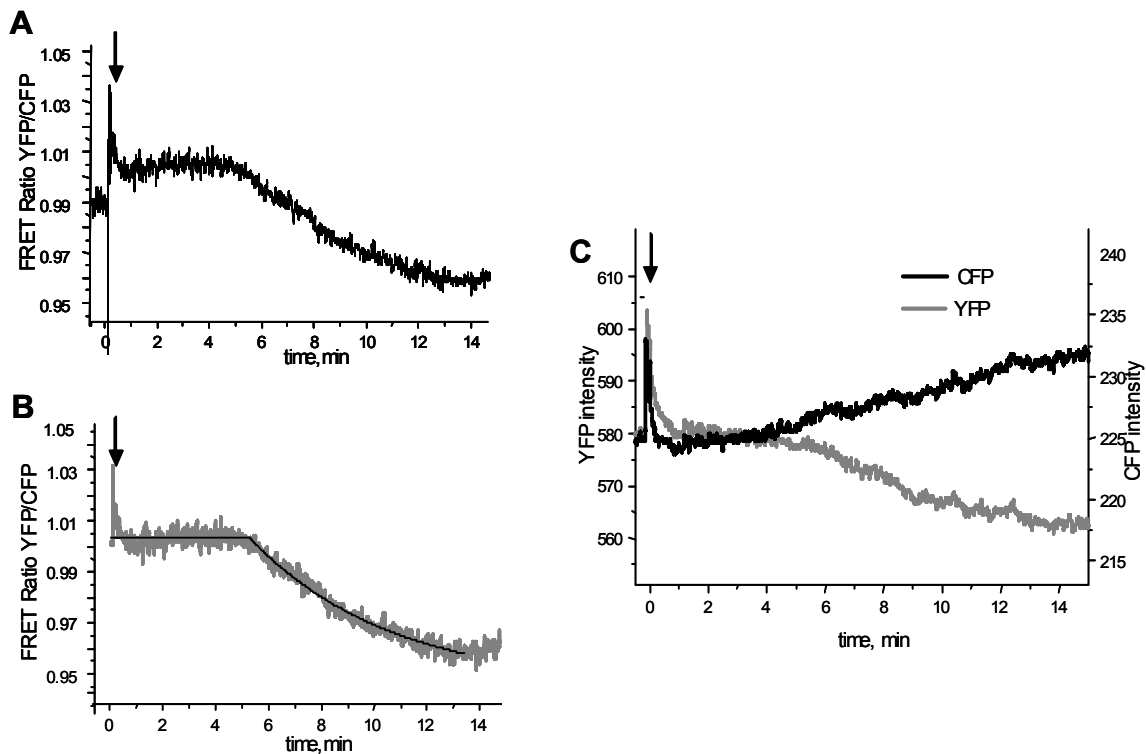 A
FRET Ratio YFP/CFP
1.05
1.03
1.01
0.99
0.97
0.95
0 2 4 6 8 10 12 14
time, min
B
FRET Ratio YFP/CFP
1.05
1.03
1.01
0.99
0.97
0.95
0 2 4 6 8 10 12 14
time, min
C
CFP
YFP
YFP intensity
610
600
590
580
570
560
CFP intensity
240
235
230
225
220
215
0 2 4 6 8 10 12 14
time, min